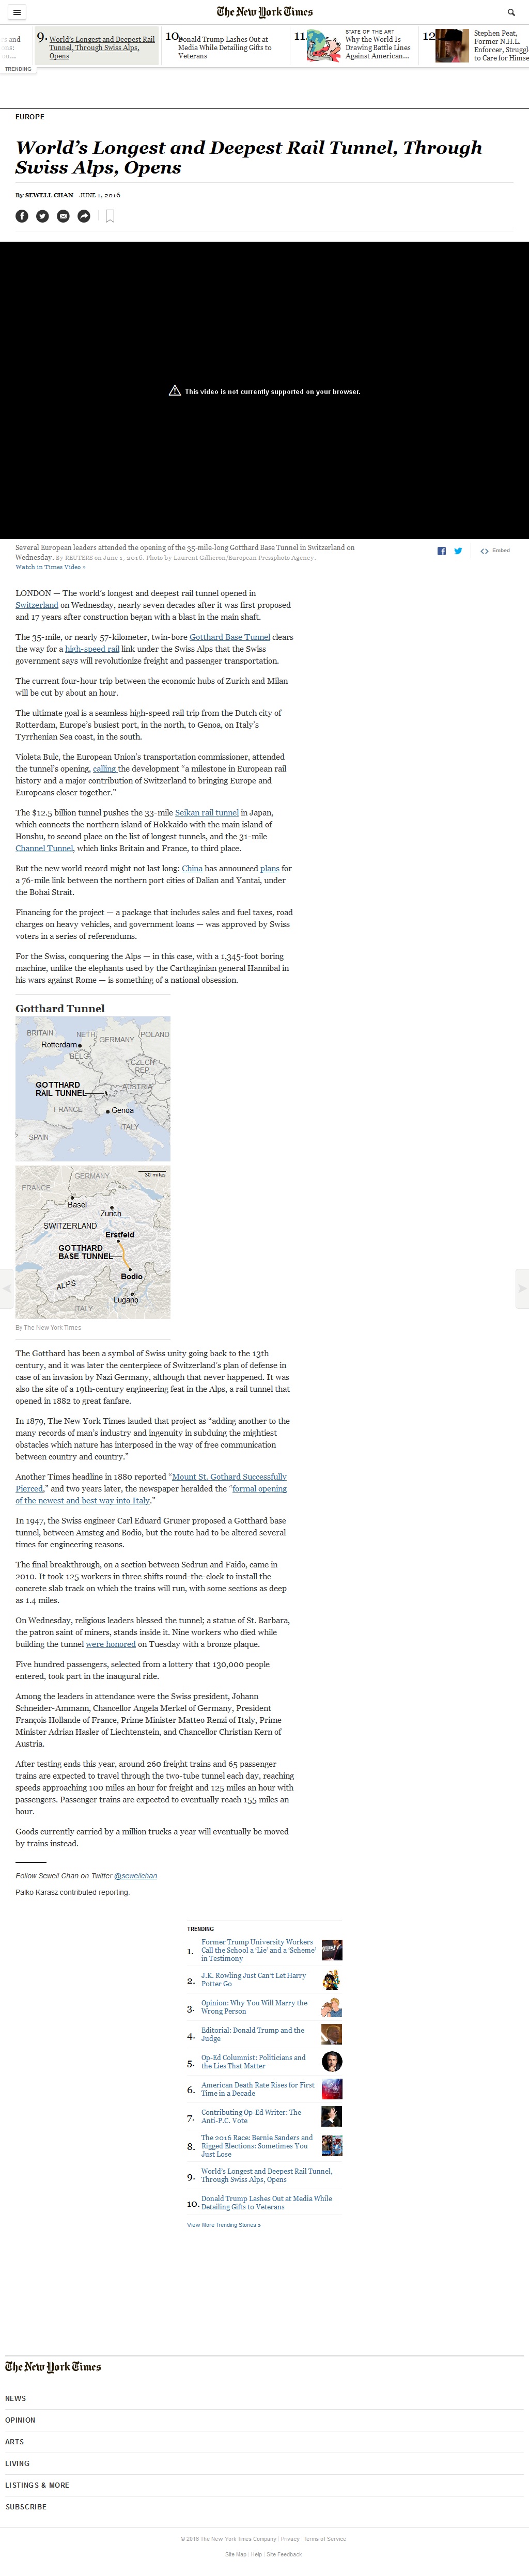 The New York Times
9. World's Longest and Deepest Rail
Tunnel, Through Swiss Alps,
Opens
10. Donald Trump Lashes Out at
Media While Detailing Gifts to
Veterans
11. STATE OF THE ART
Why the World Is
Drawing Battle Lines
Against American...
12. Stephen Peat,
Former N.H.L.
Enforcer,
to Care for
TRENDING
EUROPE
World's Longest and Deepest Rail Tunnel, Through
Swiss Alps, Opens
By SEWELL CHAN JUNE 1, 2016
This video is not currently supported on your browser.
Several European leaders attended the opening of the 35-mile-long Gotthard Base Tunnel in Switzerland on
Wednesday. By REUTERS on June 1, 2016. Photo by Laurent Gillieron/European Pressphoto Agency.
Watch in Times Video »
Embed
LONDON — The world's longest and deepest rail tunnel opened in
Switzerland on Wednesday, nearly seven decades after it was first proposed
and 17 years after construction began with a blast in the main shaft.
The 35-mile, or nearly 57-kilometer, twin-bore Gotthard Base Tunnel clears
the way for a high-speed rail link under the Swiss Alps that the Swiss
government says will revolutionize freight and passenger transportation.
The current four-hour trip between the economic hubs of Zurich and Milan
will be cut by about an hour.
The ultimate goal is a seamless high-speed rail trip from the Dutch city of
Rotterdam, Europe's busiest port, in the north, to Genoa, on Italy's
Tyrrhenian Sea coast, in the south.
Violeta Bulc, the European Union's transportation commissioner, attended
the tunnel's opening, calling the development "a milestone in European rail
history and a major contribution of Switzerland to bringing Europe and
Europeans closer together."
The $12.5 billion tunnel pushes the 33-mile Seikan rail tunnel in Japan,
which connects the northern island of Hokkaido with the main island of
Honshu, to second place on the list of longest tunnels, and the 31-mile
Channel Tunnel, which links Britain and France, to third place.
But the new world record might not last long: China has announced plans for
a 76-mile link between the northern port cities of Dalian and Yantai, under
the Bohai Strait.
Financing for the project — a package that includes sales and fuel taxes, road
charges on heavy vehicles, and government loans — was approved by Swiss
voters in a series of referendums.
For the Swiss, conquering the Alps — in this case, with a 1,345-foot boring
machine, unlike the elephants used by the Carthaginian general Hannibal in
his wars against Rome — is something of a national obsession.
Gotthard Tunnel
BRITAIN
NETH.
GERMANY
POLAND
Rotterdam
BELG.
CZECH
REP.
GOTTHARD
RAIL TUNNEL
AUSTRIA
FRANCE
Genoa
ITALY
SPAIN
30 miles
GERMANY
FRANCE
Basel
Zurich
SWITZERLAND
Erstfeld
GOTTHARD
BASE TUNNEL
Bodio
ALPS
Lugano
ITALY
By The New York Times
The Gotthard has been a symbol of Swiss unity going back to the 13th
century, and it was later the centerpiece of Switzerland's plan of defense in
case of an invasion by Nazi Germany, although that never happened. It was
also the site of a 19th-century engineering feat in the Alps, a rail tunnel that
opened in 1882 to great fanfare.
In 1879, The New York Times lauded that project as "adding another to the
many records of man's industry and ingenuity in subduing the mightiest
obstacles which nature has interposed in the way of free communication
between country and country."
Another Times headline in 1880 reported "Mount St. Gothard Successfully
Pierced," and two years later, the newspaper heralded the "formal opening
of the newest and best way into Italy."
In 1947, the Swiss engineer Carl Eduard Gruner proposed a Gotthard base
tunnel, between Amsteg and Bodio, but the route had to be altered several
times for engineering reasons.
The final breakthrough, on a section between Sedrun and Faido, came in
2010. It took 125 workers in three shifts round-the-clock to install the
concrete slab track on which the trains will run, with some sections as deep
as 1.4 miles.
On Wednesday, religious leaders blessed the tunnel; a statue of St. Barbara,
the patron saint of miners, stands inside it. Nine workers who died while
building the tunnel were honored on Tuesday with a bronze plaque.
Five hundred passengers, selected from a lottery that 130,000 people
entered, took part in the inaugural ride.
Among the leaders in attendance were the Swiss president, Johann
Schneider-Ammann, Chancellor Angela Merkel of Germany, President
François Hollande of France, Prime Minister Matteo Renzi of Italy, Prime
Minister Adrian Hasler of Liechtenstein, and Chancellor Christian Kern of
Austria.
After testing ends this year, around 260 freight trains and 65 passenger
trains are expected to travel through the two-tube tunnel each day, reaching
speeds approaching 100 miles an hour for freight and 125 miles an hour with
passengers. Passenger trains are expected to eventually reach 155 miles an
hour.
Goods currently carried by a million trucks a year will eventually be moved
by trains instead.
Follow Sewell Chan on Twitter @sewellchan.
Palko Karasz contributed reporting.
TRENDING
1. Former Trump University Workers
Call the School a 'Lie' and a 'Scheme'
in Testimony
2. J.K. Rowling Just Can't Let Harry
Potter Go
3. Opinion: Why You Will Marry the
Wrong Person
4. Editorial: Donald Trump and the
Judge
5. Op-Ed Columnist: Politicians and
the Lies That Matter
6. American Death Rate Rises for First
Time in a Decade
7. Contributing Op-Ed Writer: The
Anti-P.C. Vote
8. The 2016 Race: Bernie Sanders and
Rigged Elections: Sometimes You
Just Lose
9. World's Longest and Deepest Rail Tunnel,
Through Swiss Alps, Opens
10. Donald Trump Lashes Out at Media While
Detailing Gifts to Veterans
View More Trending Stories »
The New York Times
NEWS
OPINION
ARTS
LIVING
LISTINGS & MORE
SUBSCRIBE
© 2016 The New York Times Company | Privacy | Terms of Service
Site Map | Help | Site Feedback